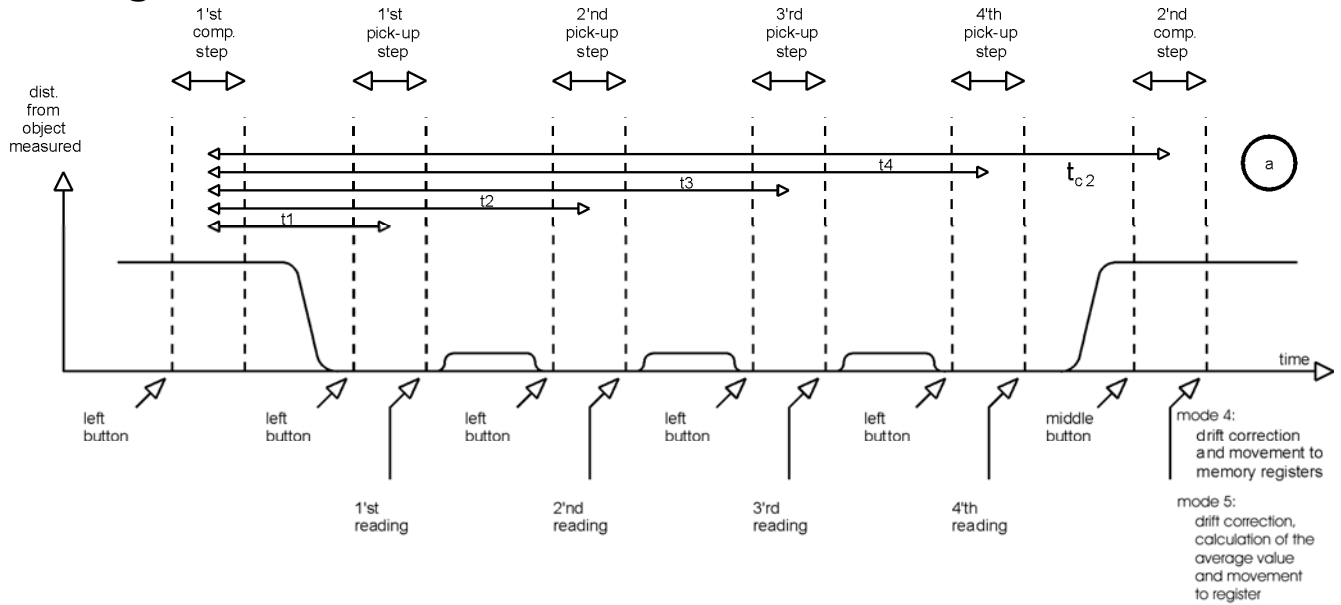 1'st
comp.
step
1'st
pick-up
step
2'nd
pick-up
step
3'rd
pick-up
step
4'th
pick-up
step
2'nd
comp.
step
dist.
from
object
measured
a
t4
t c 2
t3
t2
t1
time
left
button
left
button
left
button
left
button
left
button
middle
button
mode 4:
drift correction
and movement to
memory registers
1'st
reading
2'nd
reading
3'rd
reading
4'th
reading
mode 5:
drift correction,
calculation of the
average value
and movement
to register